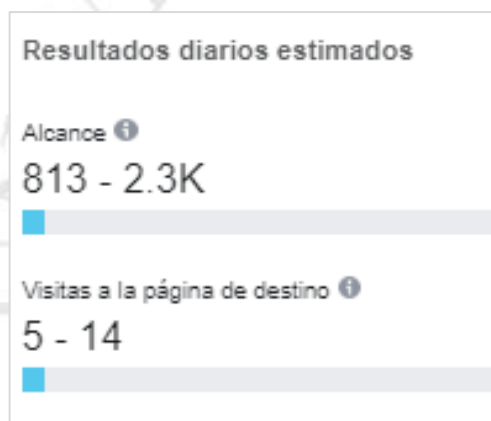 Resultados diarios estimados
Alcance
813 - 2.3K
Visitas a la página de destino
5 - 14